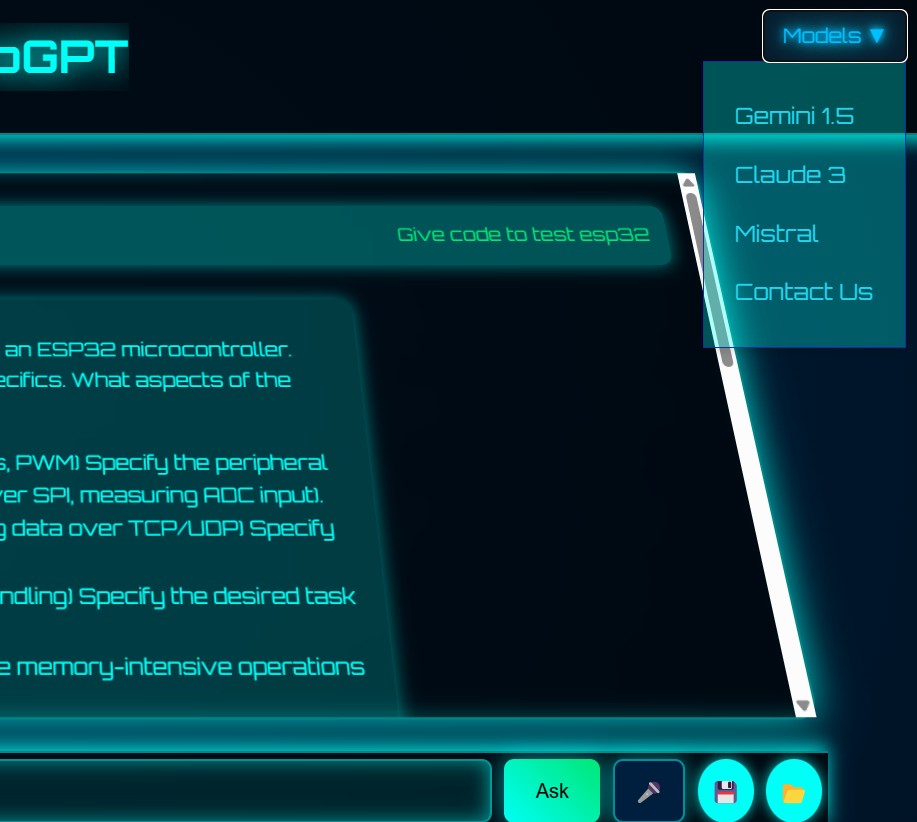 oGPT
Models ▼
Gemini 1.5
Claude 3
Mistral
Contact Us
Give code to test esp32
an ESP32 microcontroller.
ecifics. What aspects of the
s, PWM) Specify the peripheral
ver SPI, measuring ADC input).
g data over TCP/UDP) Specify
ndling) Specify the desired task
e memory-intensive operations
Ask